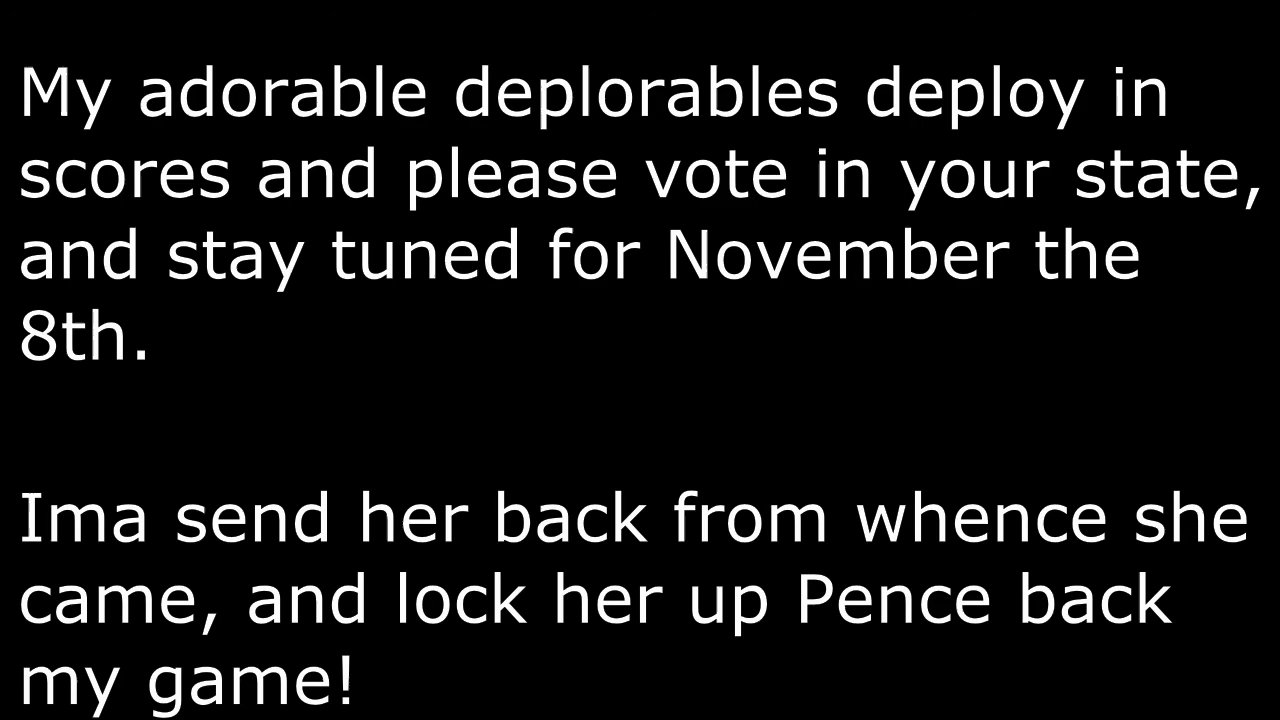 My adorable deplorables deploy in
scores and please vote in your state,
and stay tuned for November the
8th.
Ima send her back from whence she
came, and lock her up Pence back
my game!